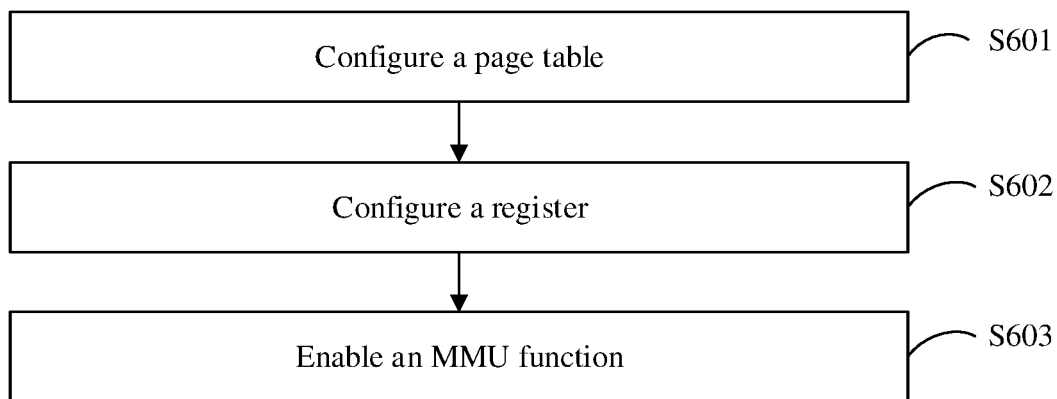 Configure a page table
S601
Configure a register
S602
Enable an MMU function
S603